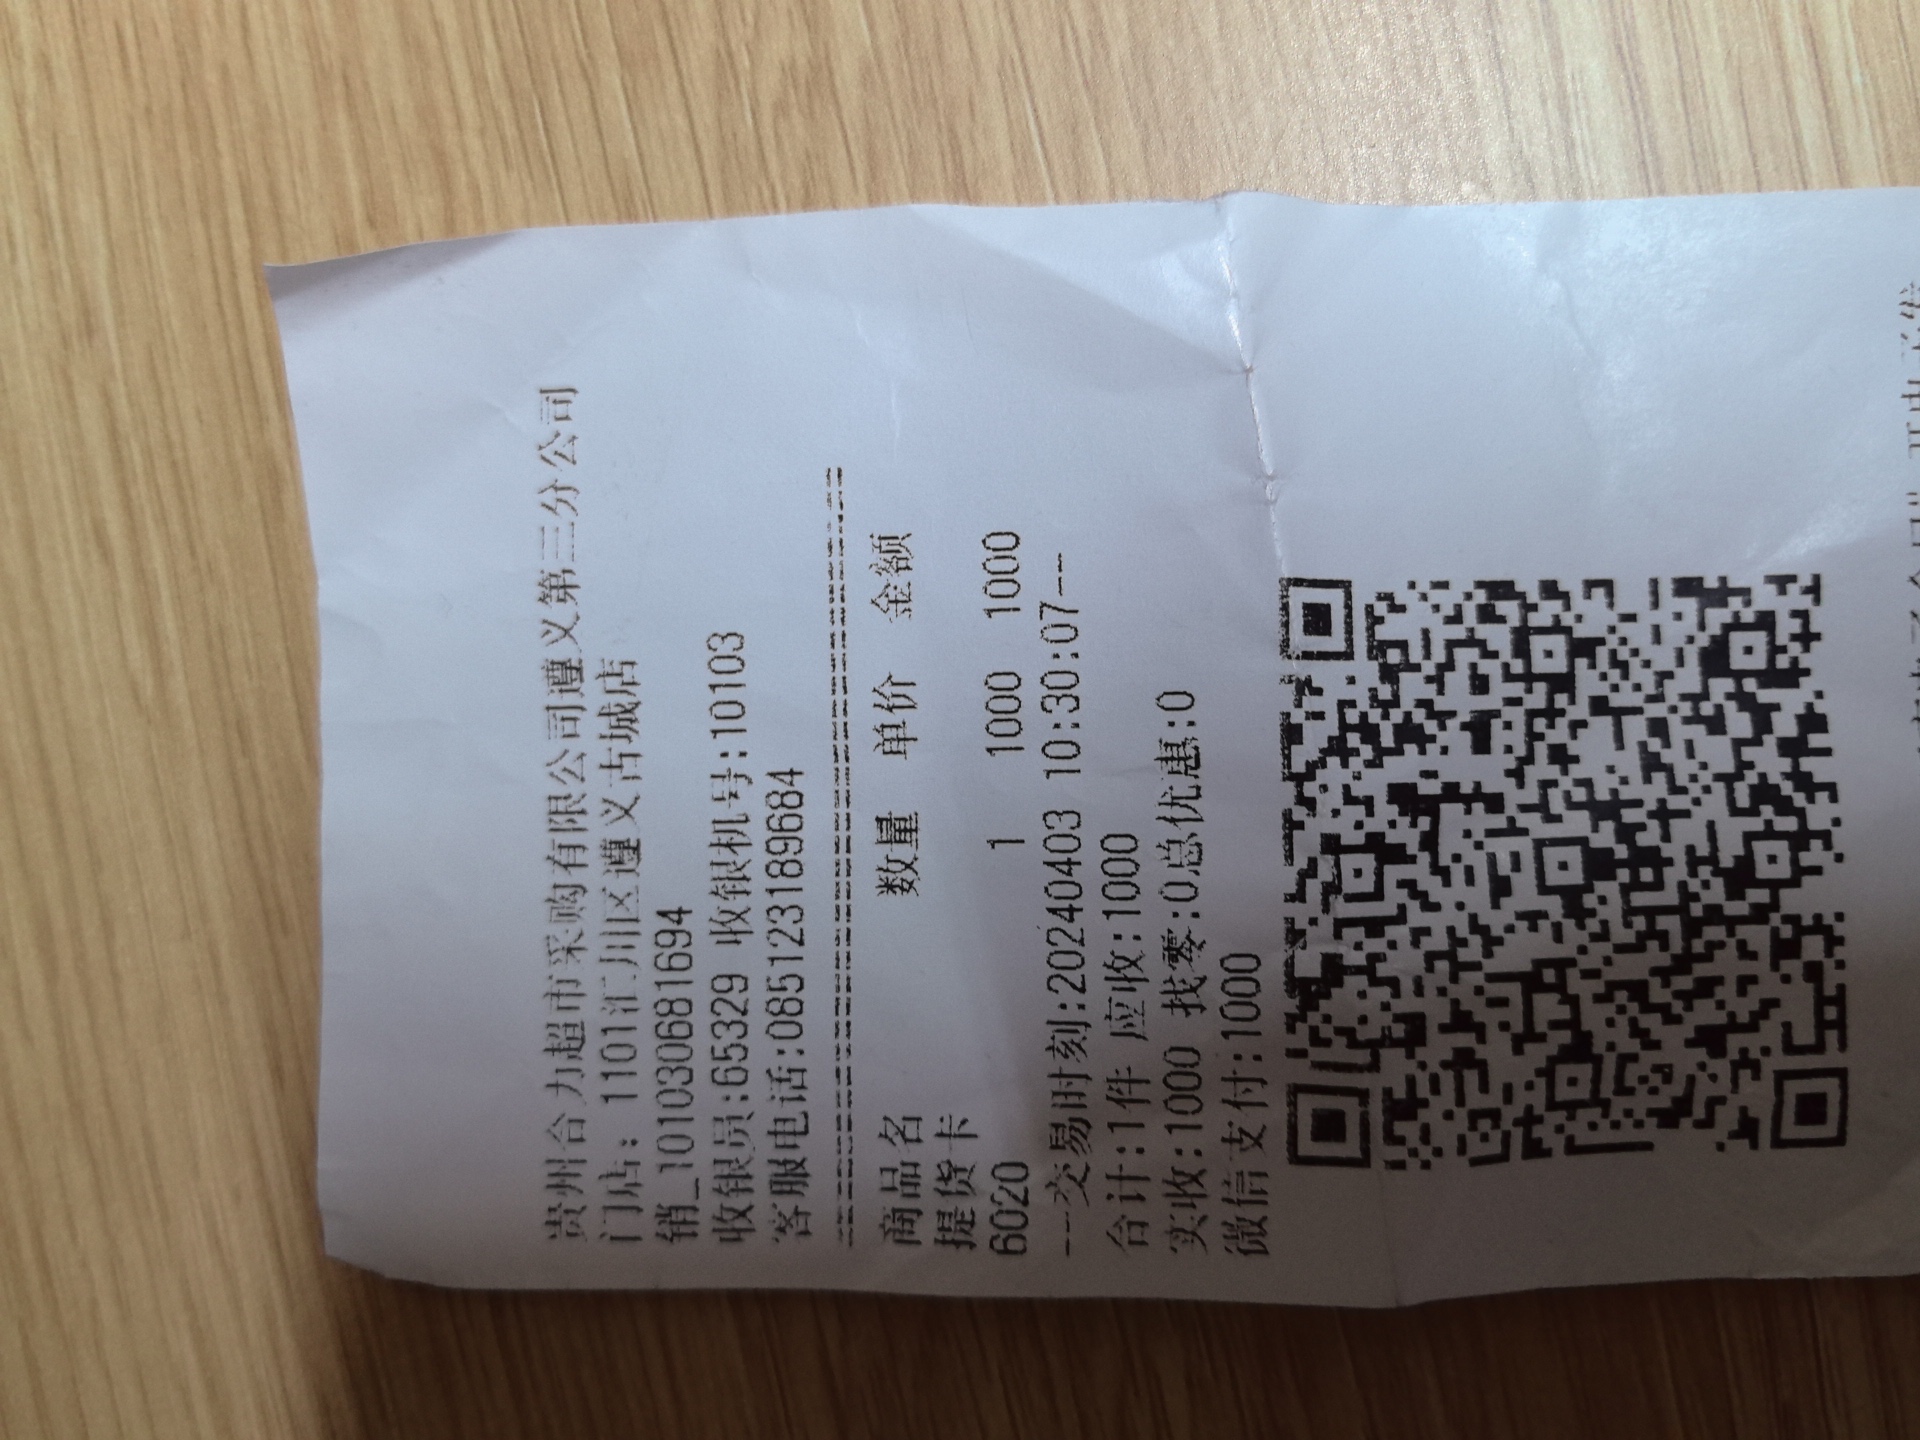 贵州合力超市采购有限公司遵义第三分公司
门店: 1101汇川区遵义古城店
销_101030681694
收银员:65329 收银机号:10103
客服电话:085123189684
================================
商品名 数量 单价 金额
提货卡
6020 1 1000 1000
--交易时刻:20240403 10:30:07--
合计:1件 应收:1000
实收:1000 找零:0总优惠:0
微信支付:1000